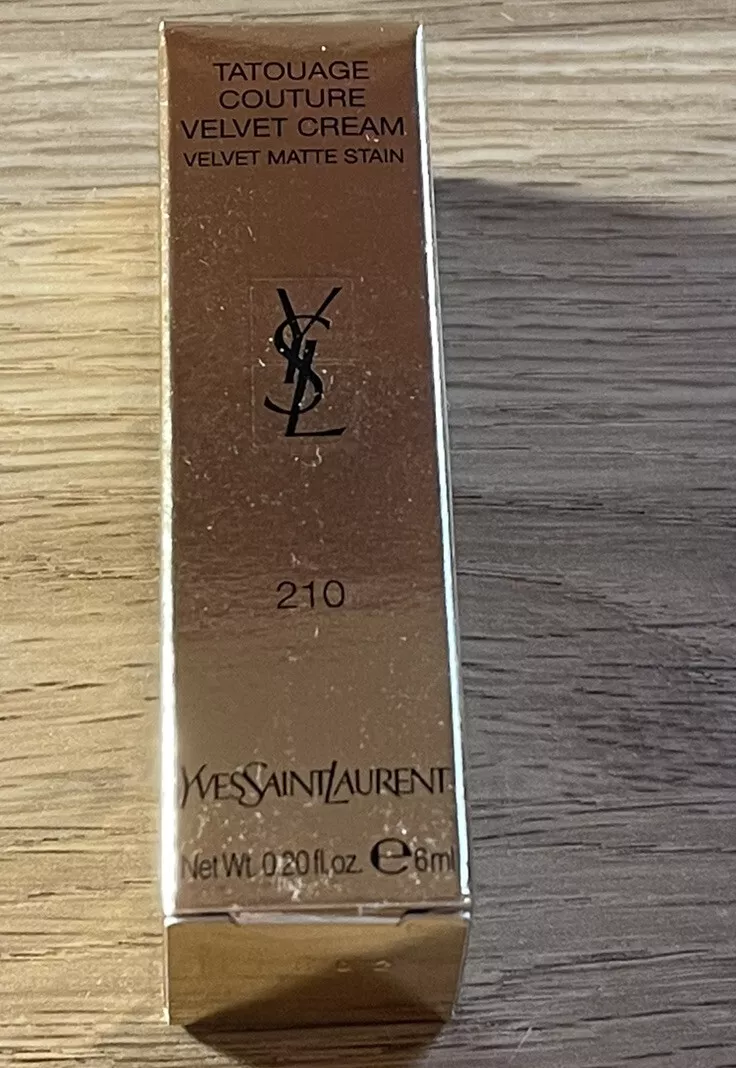 TATOUAGE
COUTURE
VELVET CREAM
VELVET MATTE STAIN
YSL
210
YVESSAINTLAURENT
Net Wt. 0.20 fl.oz. ℮6ml